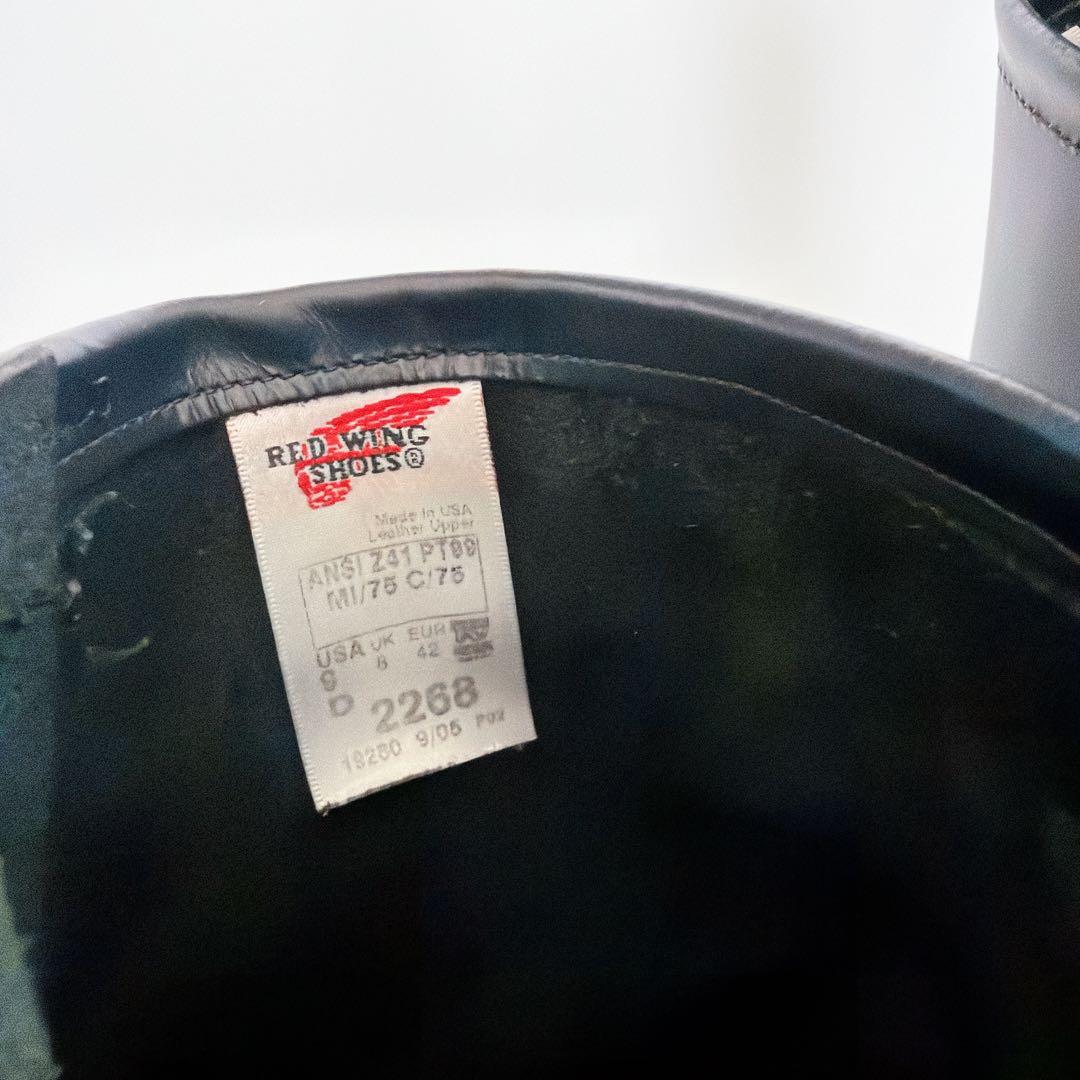 RED WING
SHOES®
Made in USA
Leather Upper
ANSI Z41 PT99
MI/75 C/75
USA UK EUR
9 8 42
D 2268
9/05